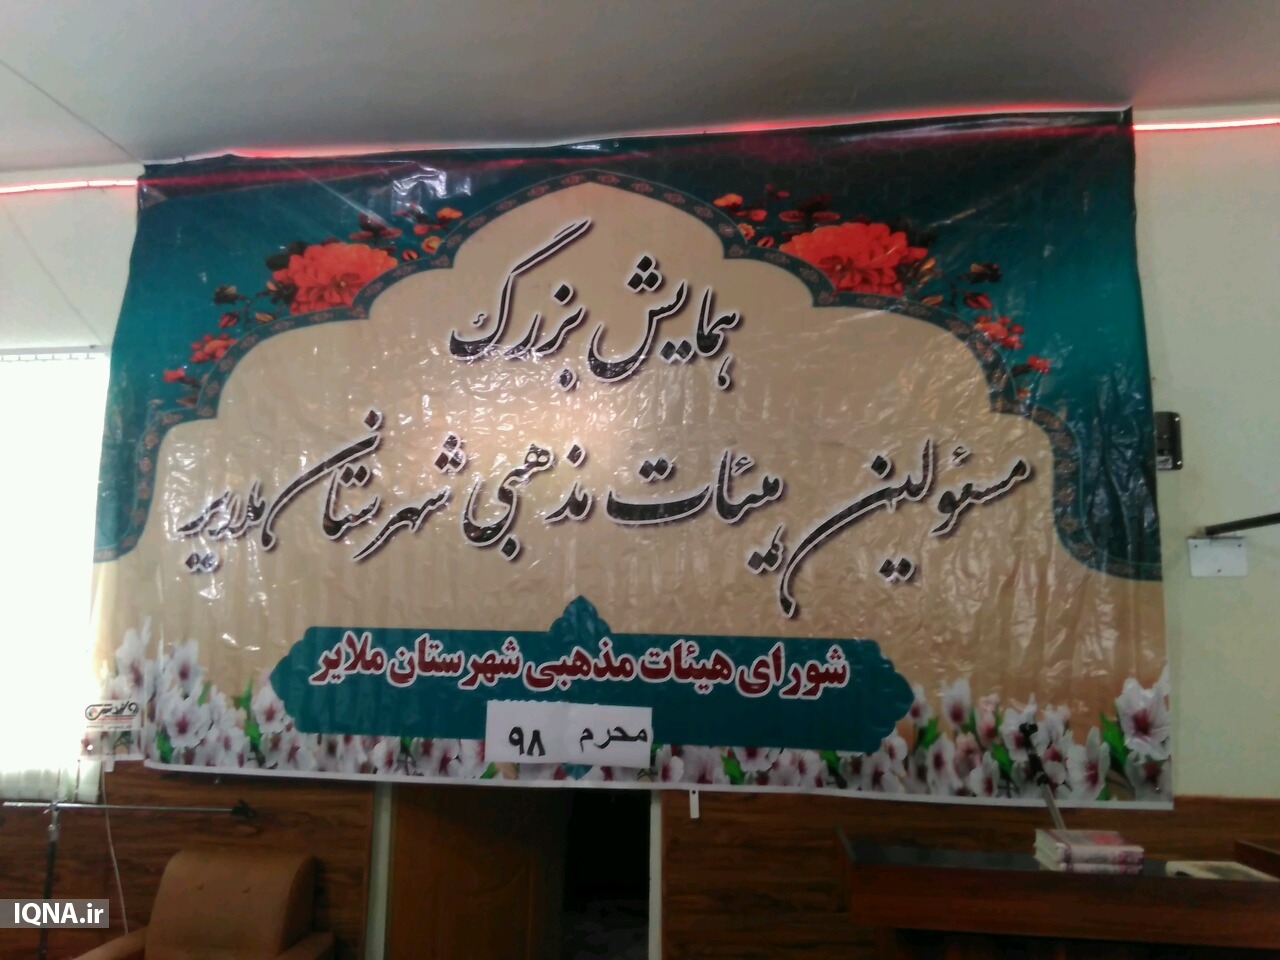 همایش بزرگ
مسئولین هیئات مذهبی شهرستان ملایر
شورای هیئات مذهبی شهرستان ملایر
محرم ۹۸
IQNA.ir